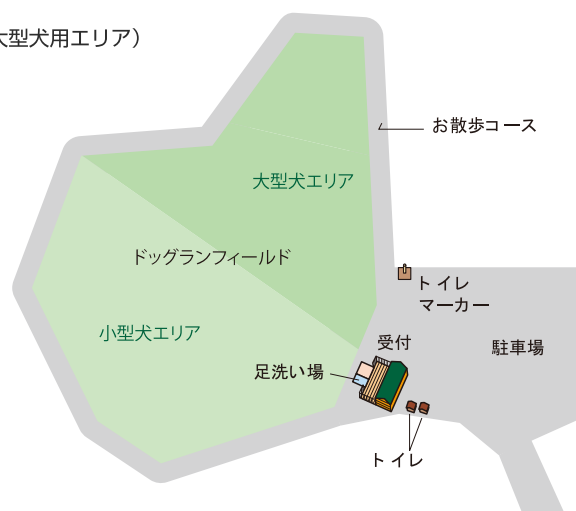 大型犬用エリア）
お散歩コース
大型犬エリア
ドッグランフィールド
トイレ
マーカー
小型犬エリア
受付
駐車場
足洗い場
トイレ